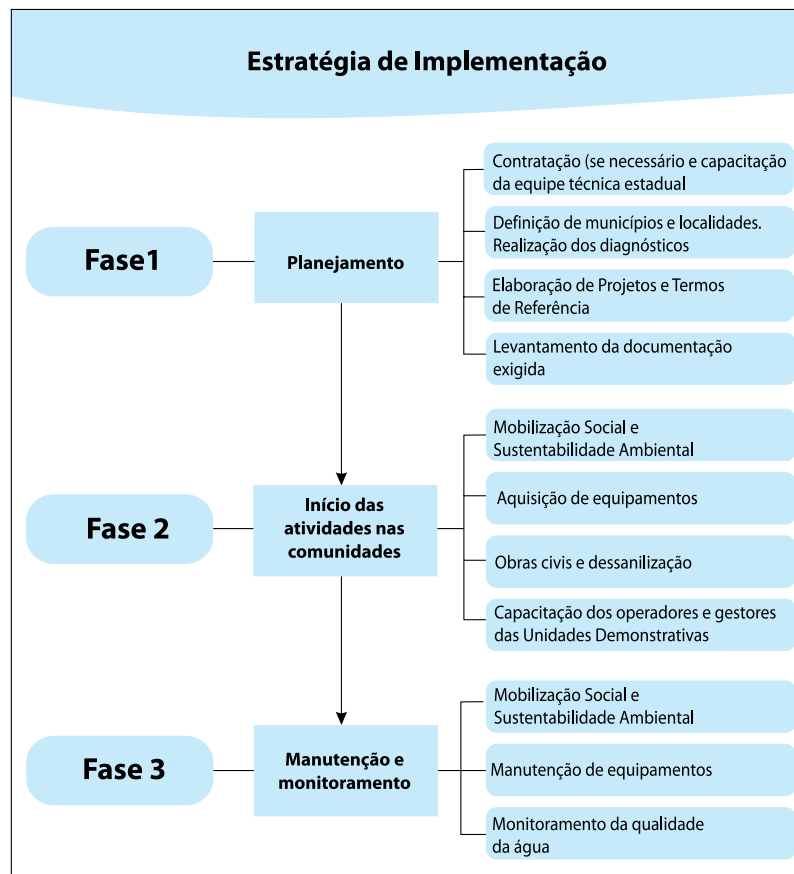 Estratégia de Implementação
Fase1
Planejamento
Contratação (se necessário e capacitação
da equipe técnica estadual
Definição de municípios e localidades.
Realização dos diagnósticos
Elaboração de Projetos e Termos
de Referência
Levantamento da documentação
exigida
Fase 2
Início das
atividades nas
comunidades
Mobilização Social e
Sustentabilidade Ambiental
Aquisição de equipamentos
Obras civis e dessanilização
Capacitação dos operadores e gestores
das Unidades Demonstrativas
Fase 3
Manutenção e
monitoramento
Mobilização Social e
Sustentabilidade Ambiental
Manutenção de equipamentos
Monitoramento da qualidade
da água